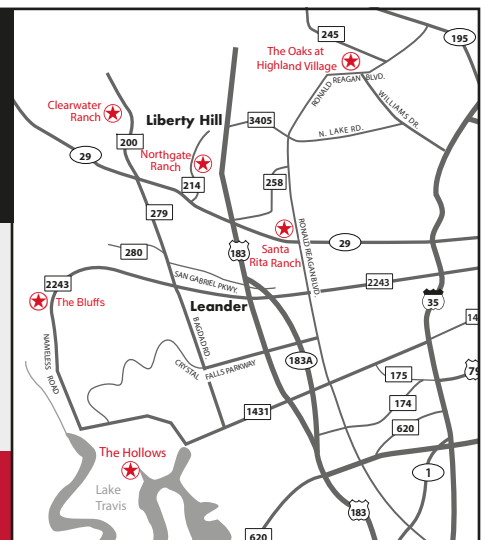 245
195
The Oaks at
Highland Village
RONALD REAGAN BLVD.
WILLIAMS DR.
Clearwater
Ranch
Liberty Hill
3405
N. LAKE RD.
200
29
Northgate
Ranch
214
258
279
RONALD REAGAN BLVD.
Santa
Rita Ranch
29
280
183
SAN GABRIEL PKWY.
2243
2243
The Bluffs
Leander
35
14
BAGDAD RD.
NAMELESS ROAD
CRYSTAL FALLS PARKWAY
183A
175
79
174
1431
620
The Hollows
Lake
Travis
1
183
620